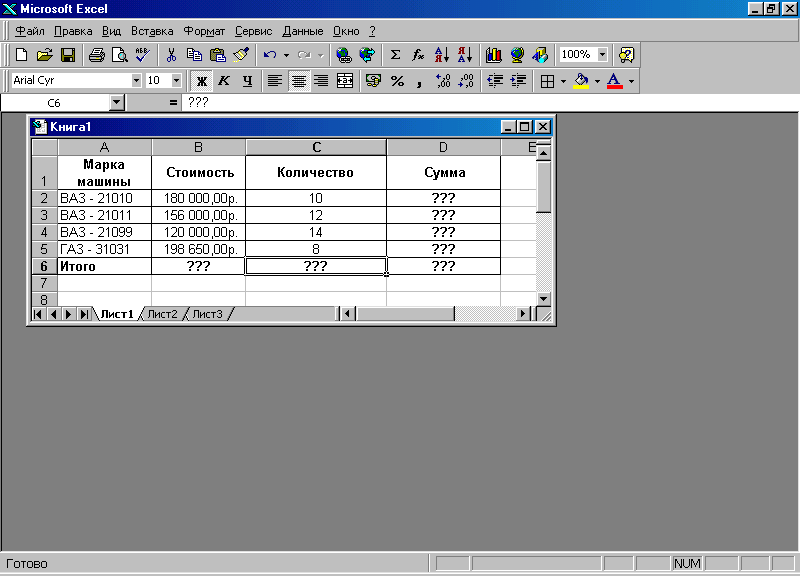 Microsoft Excel
Файл Правка Вид Вставка Формат Сервис Данные Окно ?
100%
Arial Cyr 10 Ж К Ч
C6 = ???
Книга1
A B C D E
1 Марка машины Стоимость Количество Сумма
2 ВАЗ - 21010 180 000,00р. 10 ???
3 ВАЗ - 21011 156 000,00р. 12 ???
4 ВАЗ - 21099 120 000,00р. 14 ???
5 ГАЗ - 31031 198 650,00р. 8 ???
6 Итого ??? ??? ???
7
8
Лист1 Лист2 Лист3
Готово NUM